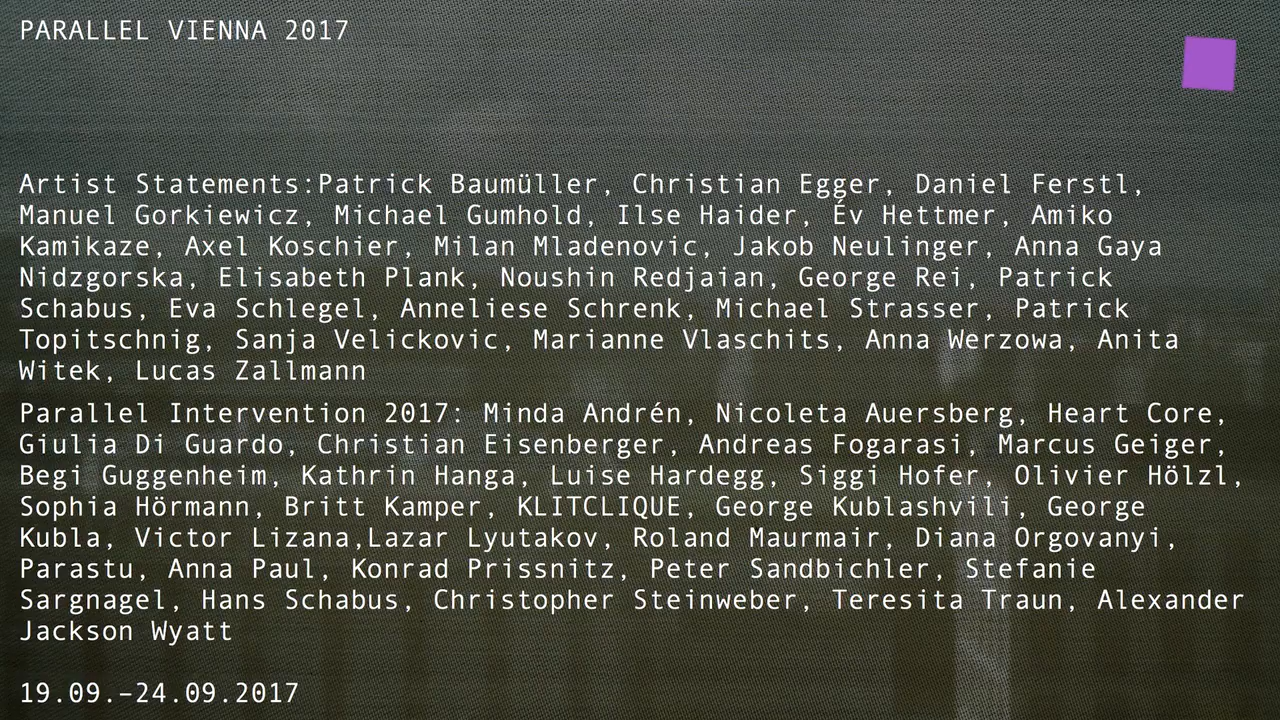 PARALLEL VIENNA 2017
Artist Statements:Patrick Baumüller, Christian Egger, Daniel Ferstl,
Manuel Gorkiewicz, Michael Gumhold, Ilse Haider, Év Hettmer, Amiko
Kamikaze, Axel Koschier, Milan Mladenovic, Jakob Neulinger, Anna Gaya
Nidzgorska, Elisabeth Plank, Noushin Redjaian, George Rei, Patrick
Schabus, Eva Schlegel, Anneliese Schrenk, Michael Strasser, Patrick
Topitschnig, Sanja Velickovic, Marianne Vlaschits, Anna Werzowa, Anita
Witek, Lucas Zallmann
Parallel Intervention 2017: Minda Andrén, Nicoleta Auersberg, Heart Core,
Giulia Di Guardo, Christian Eisenberger, Andreas Fogarasi, Marcus Geiger,
Begi Guggenheim, Kathrin Hanga, Luise Hardegg, Siggi Hofer, Olivier Hölzl,
Sophia Hörmann, Britt Kamper, KLITCLIQUE, George Kublashvili, George
Kubla, Victor Lizana,Lazar Lyutakov, Roland Maurmair, Diana Orgovanyi,
Parastu, Anna Paul, Konrad Prissnitz, Peter Sandbichler, Stefanie
Sargnagel, Hans Schabus, Christopher Steinweber, Teresita Traun, Alexander
Jackson Wyatt
19.09.–24.09.2017